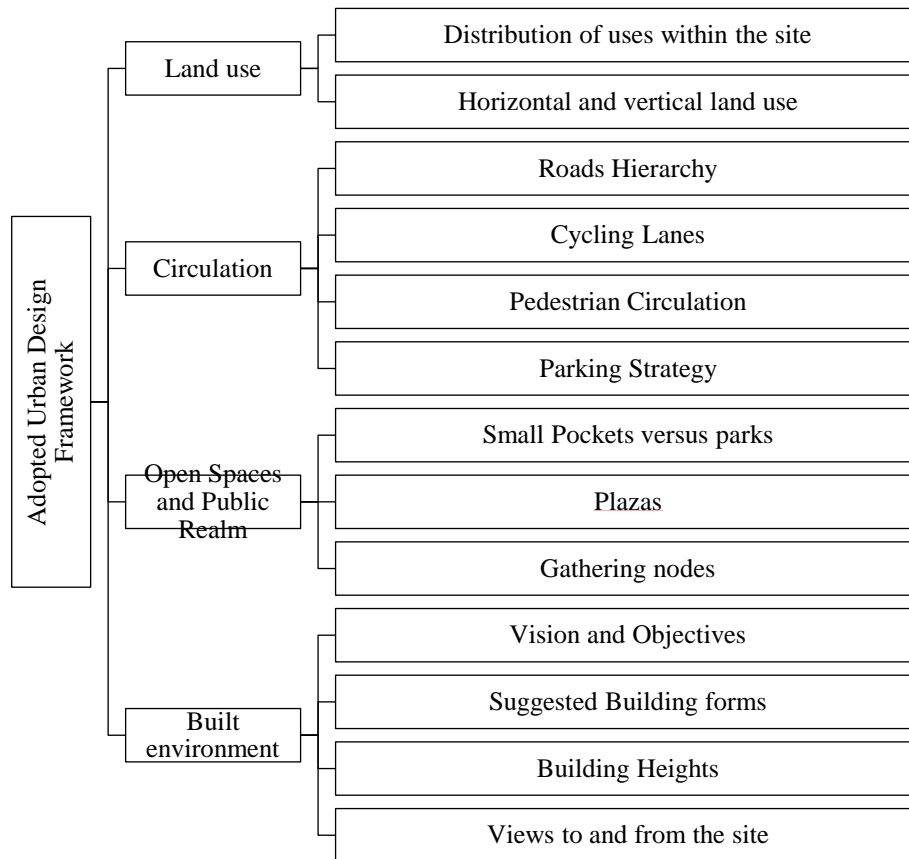 Adopted Urban Design
Framework
Land use
Distribution of uses within the site
Horizontal and vertical land use
Circulation
Roads Hierarchy
Cycling Lanes
Pedestrian Circulation
Parking Strategy
Open Spaces
and Public
Realm
Small Pockets versus parks
Plazas
Gathering nodes
Built
environment
Vision and Objectives
Suggested Building forms
Building Heights
Views to and from the site